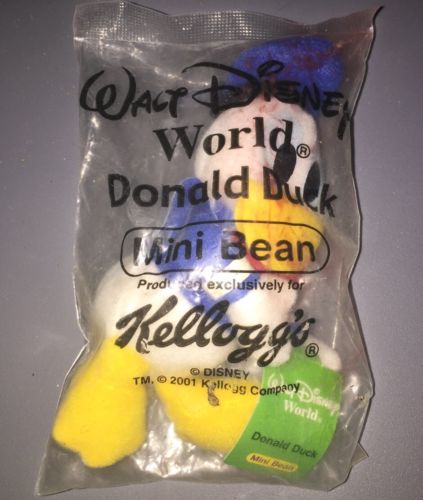 Walt Disney
World®
Donald Duck
Mini Bean
Produced exclusively for
Kellogg's®
© DISNEY
TM. © 2001 Kellogg Company
Walt Disney
World®
Donald Duck
Mini Bean